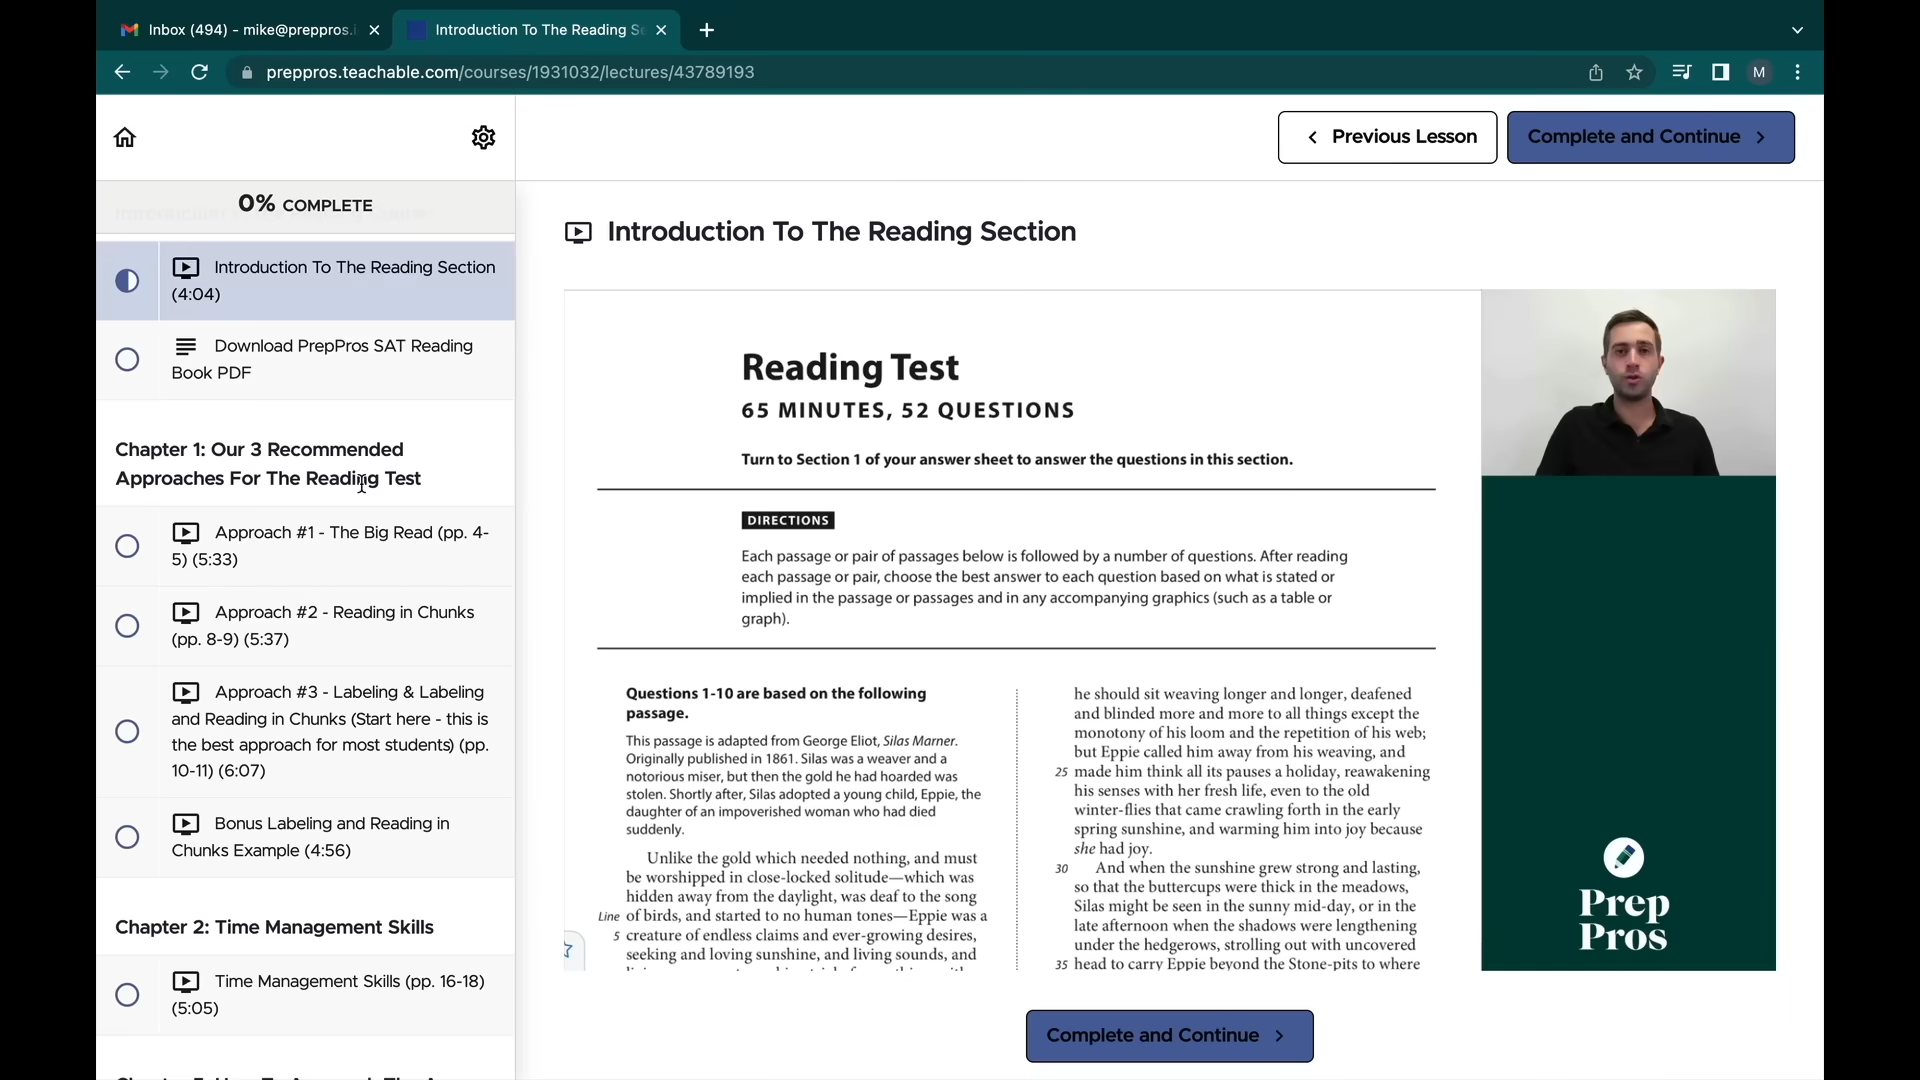 Inbox (494) - mike@preppros.i
Introduction To The Reading Se
preppros.teachable.com/courses/1931032/lectures/43789193
M
Previous Lesson
Complete and Continue
0% COMPLETE
Introduction To The Reading Section
(4:04)
Download PrepPros SAT Reading
Book PDF
Chapter 1: Our 3 Recommended
Approaches For The Reading Test
Approach #1 - The Big Read (pp. 4-
5) (5:33)
Approach #2 - Reading in Chunks
(pp. 8-9) (5:37)
Approach #3 - Labeling & Labeling
and Reading in Chunks (Start here - this is
the best approach for most students) (pp.
10-11) (6:07)
Bonus Labeling and Reading in
Chunks Example (4:56)
Chapter 2: Time Management Skills
Time Management Skills (pp. 16-18)
(5:05)
Introduction To The Reading Section
Reading Test
65 MINUTES, 52 QUESTIONS
Turn to Section 1 of your answer sheet to answer the questions in this section.
DIRECTIONS
Each passage or pair of passages below is followed by a number of questions. After reading
each passage or pair, choose the best answer to each question based on what is stated or
implied in the passage or passages and in any accompanying graphics (such as a table or
graph).
Questions 1-10 are based on the following
passage.
This passage is adapted from George Eliot, Silas Marner.
Originally published in 1861. Silas was a weaver and a
notorious miser, but then the gold he had hoarded was
stolen. Shortly after, Silas adopted a young child, Eppie, the
daughter of an impoverished woman who had died
suddenly.
Unlike the gold which needed nothing, and must
be worshipped in close-locked solitude—which was
hidden away from the daylight, was deaf to the song
Line of birds, and started to no human tones—Eppie was a
5 creature of endless claims and ever-growing desires,
seeking and loving sunshine, and living sounds, and
he should sit weaving longer and longer, deafened
and blinded more and more to all things except the
monotony of his loom and the repetition of his web;
but Eppie called him away from his weaving, and
25 made him think all its pauses a holiday, reawakening
his senses with her fresh life, even to the old
winter-flies that came crawling forth in the early
spring sunshine, and warming him into joy because
she had joy.
30 And when the sunshine grew strong and lasting,
so that the buttercups were thick in the meadows,
Silas might be seen in the sunny mid-day, or in the
late afternoon when the shadows were lengthening
under the hedgerows, strolling out with uncovered
35 head to carry Eppie beyond the Stone-pits to where
Prep
Pros
Complete and Continue